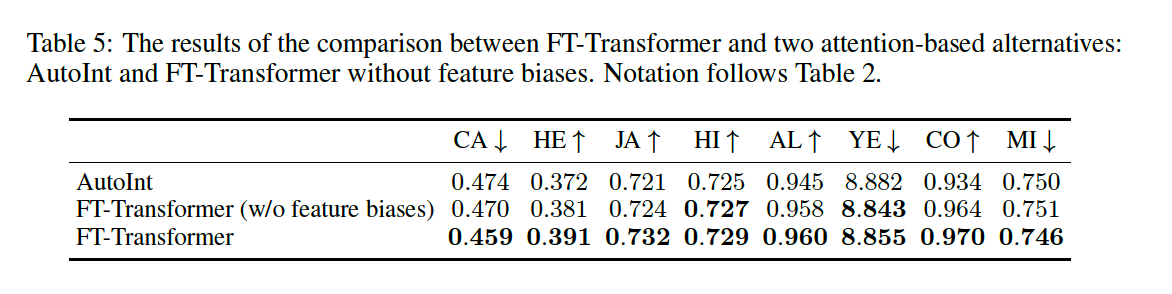 Table 5: The results of the comparison between FT-Transformer and two attention-based alternatives:
AutoInt and FT-Transformer without feature biases. Notation follows Table 2.
CA ↓ HE ↑ JA ↑ HI ↑ AL ↑ YE ↓ CO ↑ MI ↓
AutoInt 0.474 0.372 0.721 0.725 0.945 8.882 0.934 0.750
FT-Transformer (w/o feature biases) 0.470 0.381 0.724 0.727 0.958 8.843 0.964 0.751
FT-Transformer 0.459 0.391 0.732 0.729 0.960 8.855 0.970 0.746